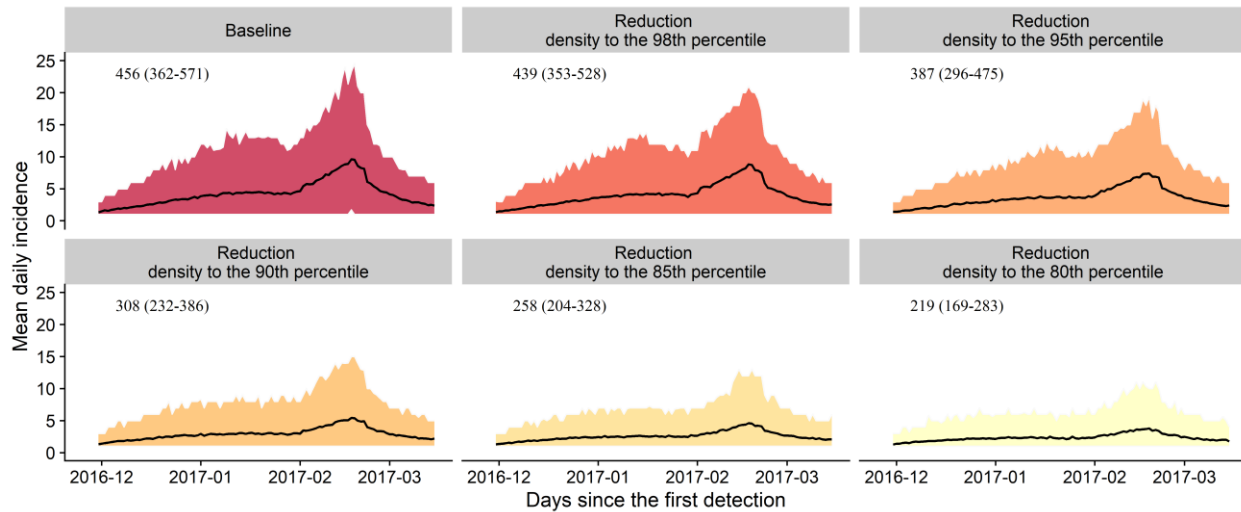 Baseline
Reduction
density to the 98th percentile
Reduction
density to the 95th percentile
25
20
15
10
5
0
456 (362-571)
439 (353-528)
387 (296-475)
Mean daily incidence
Reduction
density to the 90th percentile
Reduction
density to the 85th percentile
Reduction
density to the 80th percentile
25
20
15
10
5
0
308 (232-386)
258 (204-328)
219 (169-283)
2016-12 2017-01 2017-02 2017-03
2016-12 2017-01 2017-02 2017-03
2016-12 2017-01 2017-02 2017-03
Days since the first detection